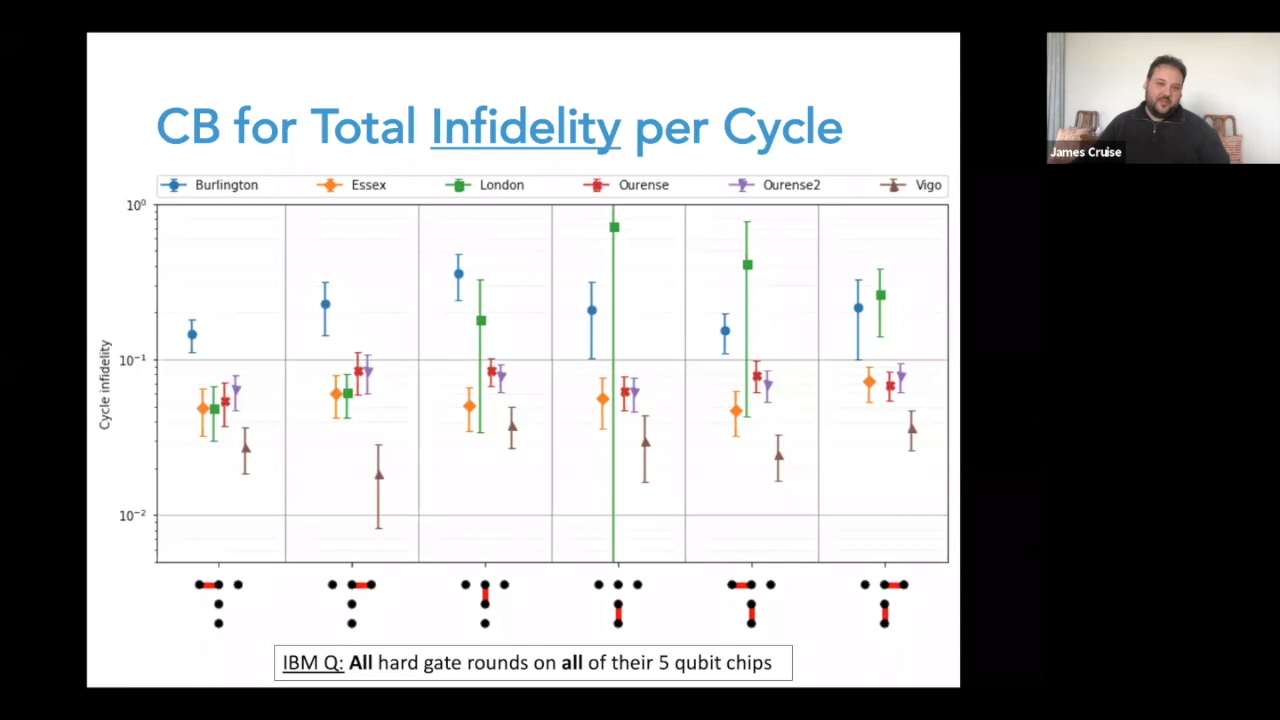 CB for Total Infidelity per Cycle
James Cruise
Burlington Essex London Ourense Ourense2 Vigo
10⁰
10⁻¹
10⁻²
Cycle infidelity
IBM Q: All hard gate rounds on all of their 5 qubit chips